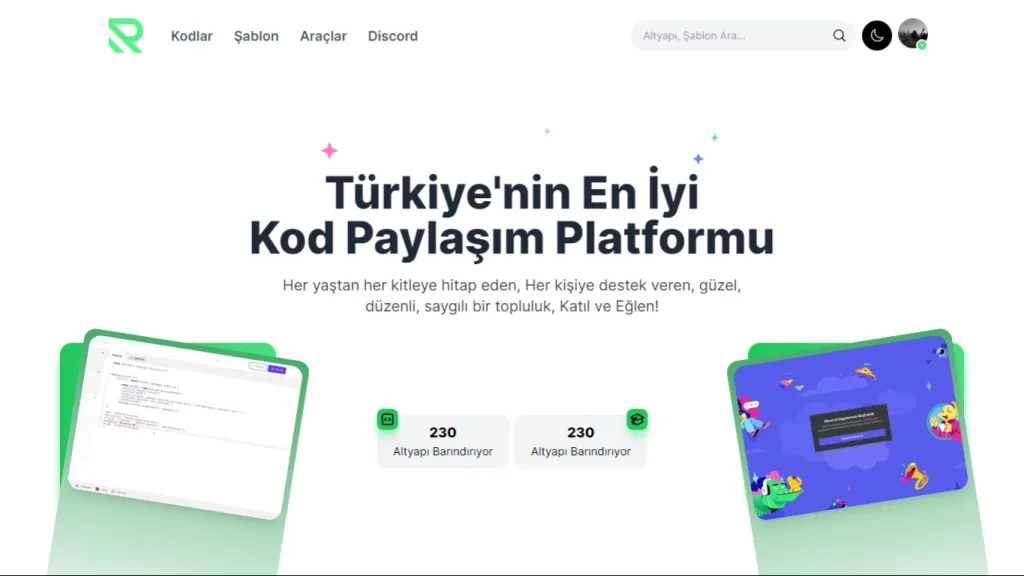 Kodlar Şablon Araçlar Discord
Altyapı, Şablon Ara...
Türkiye'nin En İyi
Kod Paylaşım Platformu
Her yaştan her kitleye hitap eden, Her kişiye destek veren, güzel,
düzenli, saygılı bir topluluk, Katıl ve Eğlen!
230
Altyapı Barındırıyor
230
Altyapı Barındırıyor